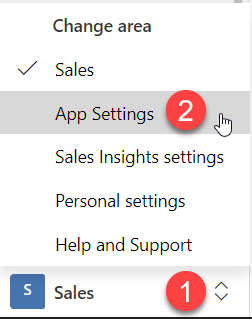 Change area
Sales
App Settings 2
Sales Insights settings
Personal settings
Help and Support
S Sales 1